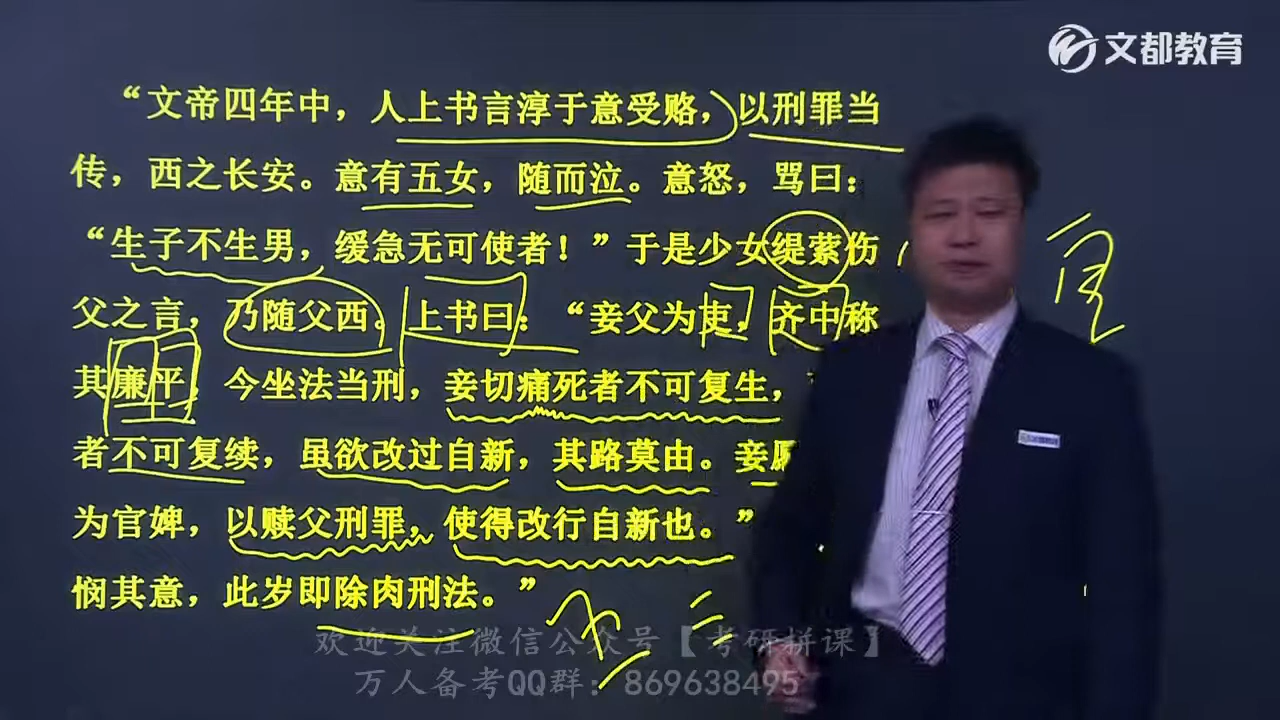 文都教育
“文帝四年中，人上书言淳于意受赂，以刑罪当
传，西之长安。意有五女，随而泣。意怒，骂曰：
“生子不生男，缓急无可使者！”于是少女缇萦伤
父之言，乃随父西。上书曰：“妾父为吏，齐中称
其廉平，今坐法当刑，妾切痛死者不可复生，
者不可复续，虽欲改过自新，其路莫由。妾愿
为官婢，以赎父刑罪，使得改行自新也。”
悯其意，此岁即除肉刑法。”
欢迎关注微信公众号【考研拼课】
万人备考QQ群：869638495